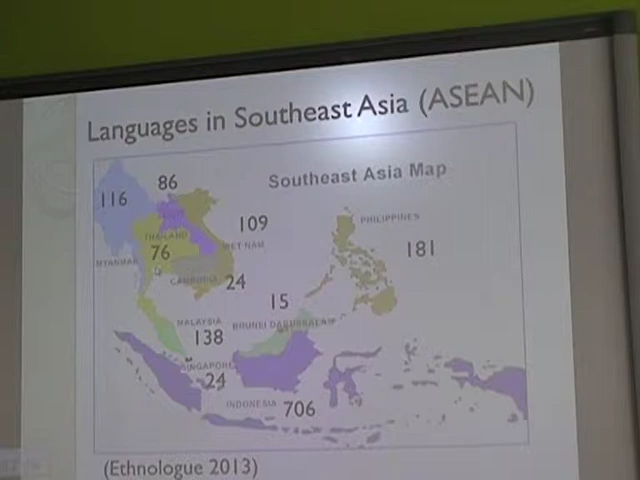 Languages in Southeast Asia (ASEAN)
Southeast Asia Map
86
116
109
PHILIPPINES
THAILAND
VIET NAM
76
181
MYANMAR
CAMBODIA
24
15
MALAYSIA
BRUNEI DARUSSALAM
138
SINGAPORE
24
INDONESIA
706
(Ethnologue 2013)